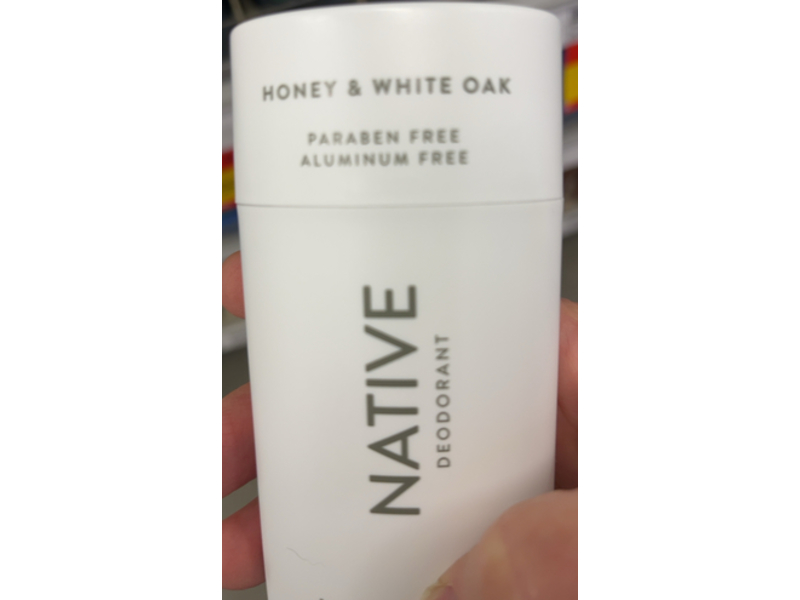 HONEY & WHITE OAK
PARABEN FREE
ALUMINUM FREE
NATIVE
DEODORANT